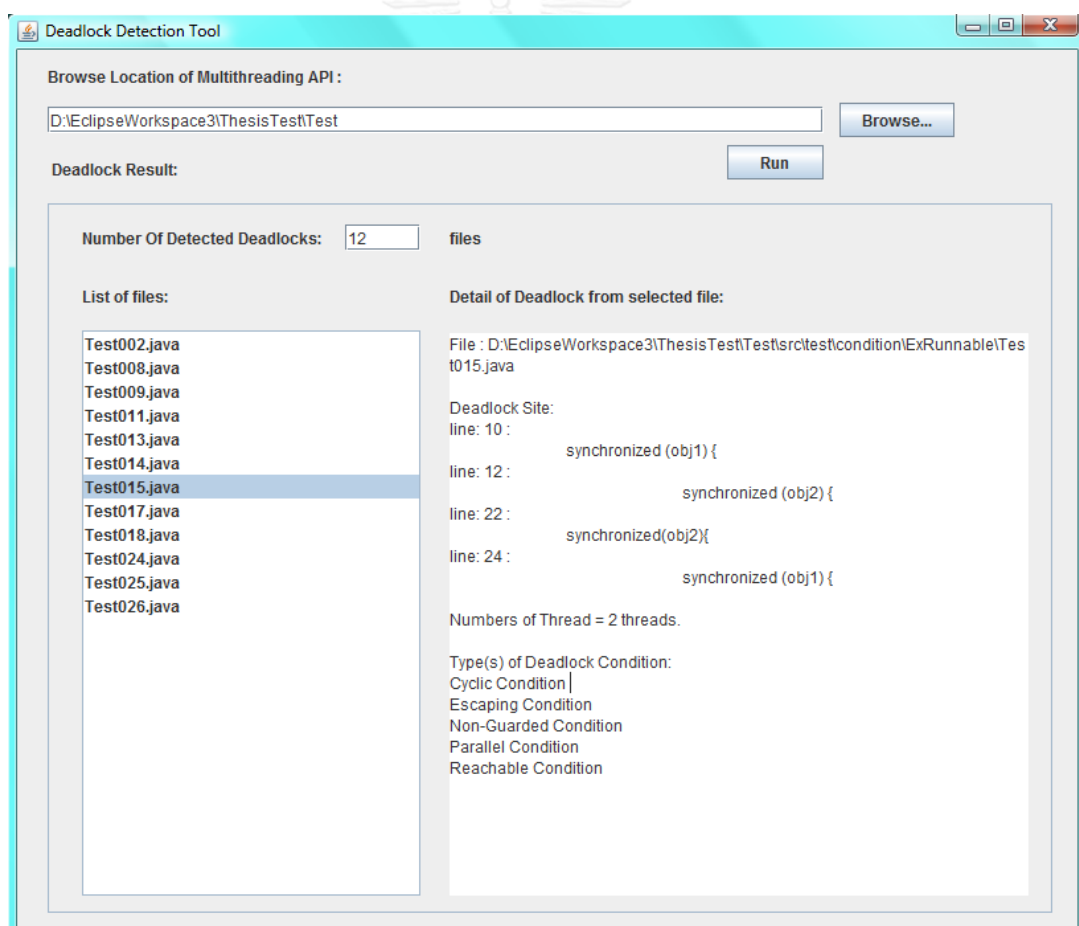 Deadlock Detection Tool
Browse Location of Multithreading API :
D:\EclipseWorkspace3\ThesisTest\Test
Browse...
Run
Deadlock Result:
Number Of Detected Deadlocks: 12 files
List of files:
Test002.java
Test008.java
Test009.java
Test011.java
Test013.java
Test014.java
Test015.java
Test017.java
Test018.java
Test024.java
Test025.java
Test026.java
Detail of Deadlock from selected file:
File : D:\EclipseWorkspace3\ThesisTest\Test\src\test\condition\ExRunnable\Tes
t015.java
Deadlock Site:
line: 10 :
synchronized (obj1) {
line: 12 :
synchronized (obj2) {
line: 22 :
synchronized(obj2){
line: 24 :
synchronized (obj1) {
Numbers of Thread = 2 threads.
Type(s) of Deadlock Condition:
Cyclic Condition
Escaping Condition
Non-Guarded Condition
Parallel Condition
Reachable Condition